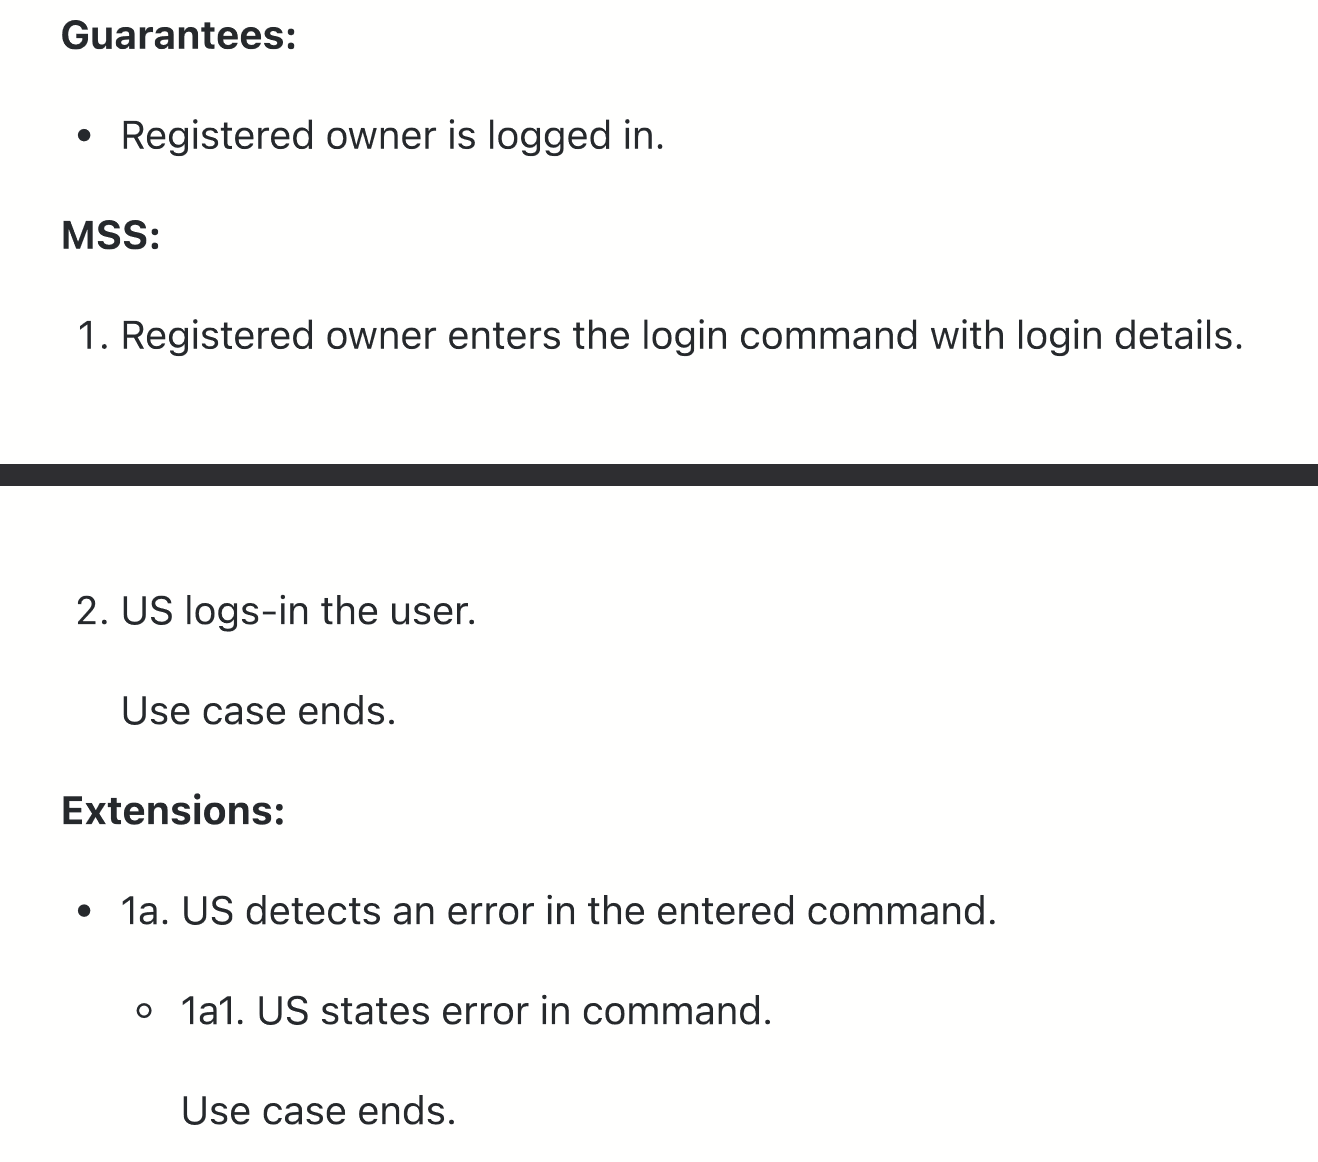 Guarantees:
• Registered owner is logged in.
MSS:
1. Registered owner enters the login command with login details.
2. US logs-in the user.
Use case ends.
Extensions:
• 1a. US detects an error in the entered command.
◦ 1a1. US states error in command.
Use case ends.